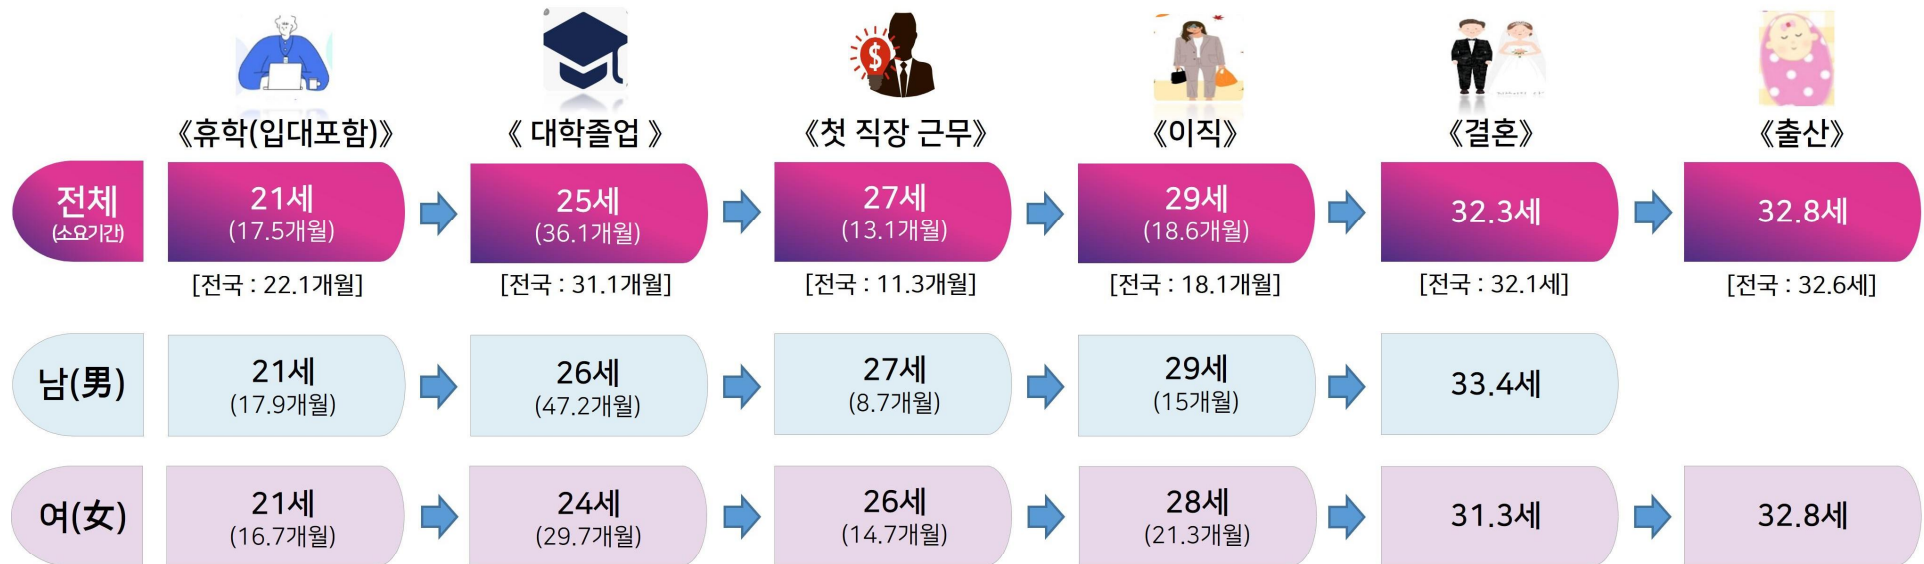 《휴학(입대포함)》
《 대학졸업 》
《첫 직장 근무》
《이직》
《결혼》
《출산》
전체
(소요기간)
21세
(17.5개월)
25세
(36.1개월)
27세
(13.1개월)
29세
(18.6개월)
32.3세
32.8세
[전국 : 22.1개월]
[전국 : 31.1개월]
[전국 : 11.3개월]
[전국 : 18.1개월]
[전국 : 32.1세]
[전국 : 32.6세]
남(男)
21세
(17.9개월)
26세
(47.2개월)
27세
(8.7개월)
29세
(15개월)
33.4세
여(女)
21세
(16.7개월)
24세
(29.7개월)
26세
(14.7개월)
28세
(21.3개월)
31.3세
32.8세